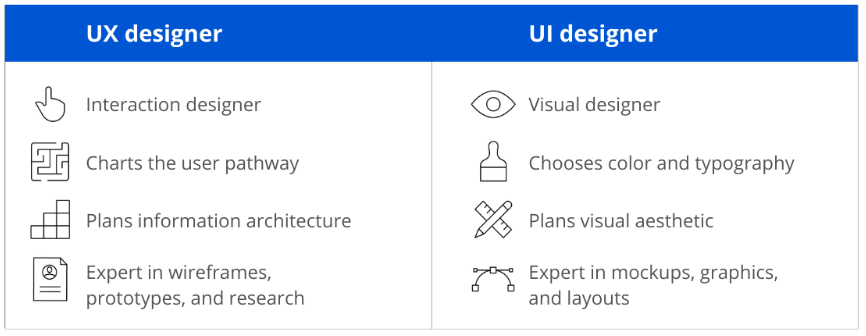 UX designer
UI designer
Interaction designer
Charts the user pathway
Plans information architecture
Expert in wireframes,
prototypes, and research
Visual designer
Chooses color and typography
Plans visual aesthetic
Expert in mockups, graphics,
and layouts